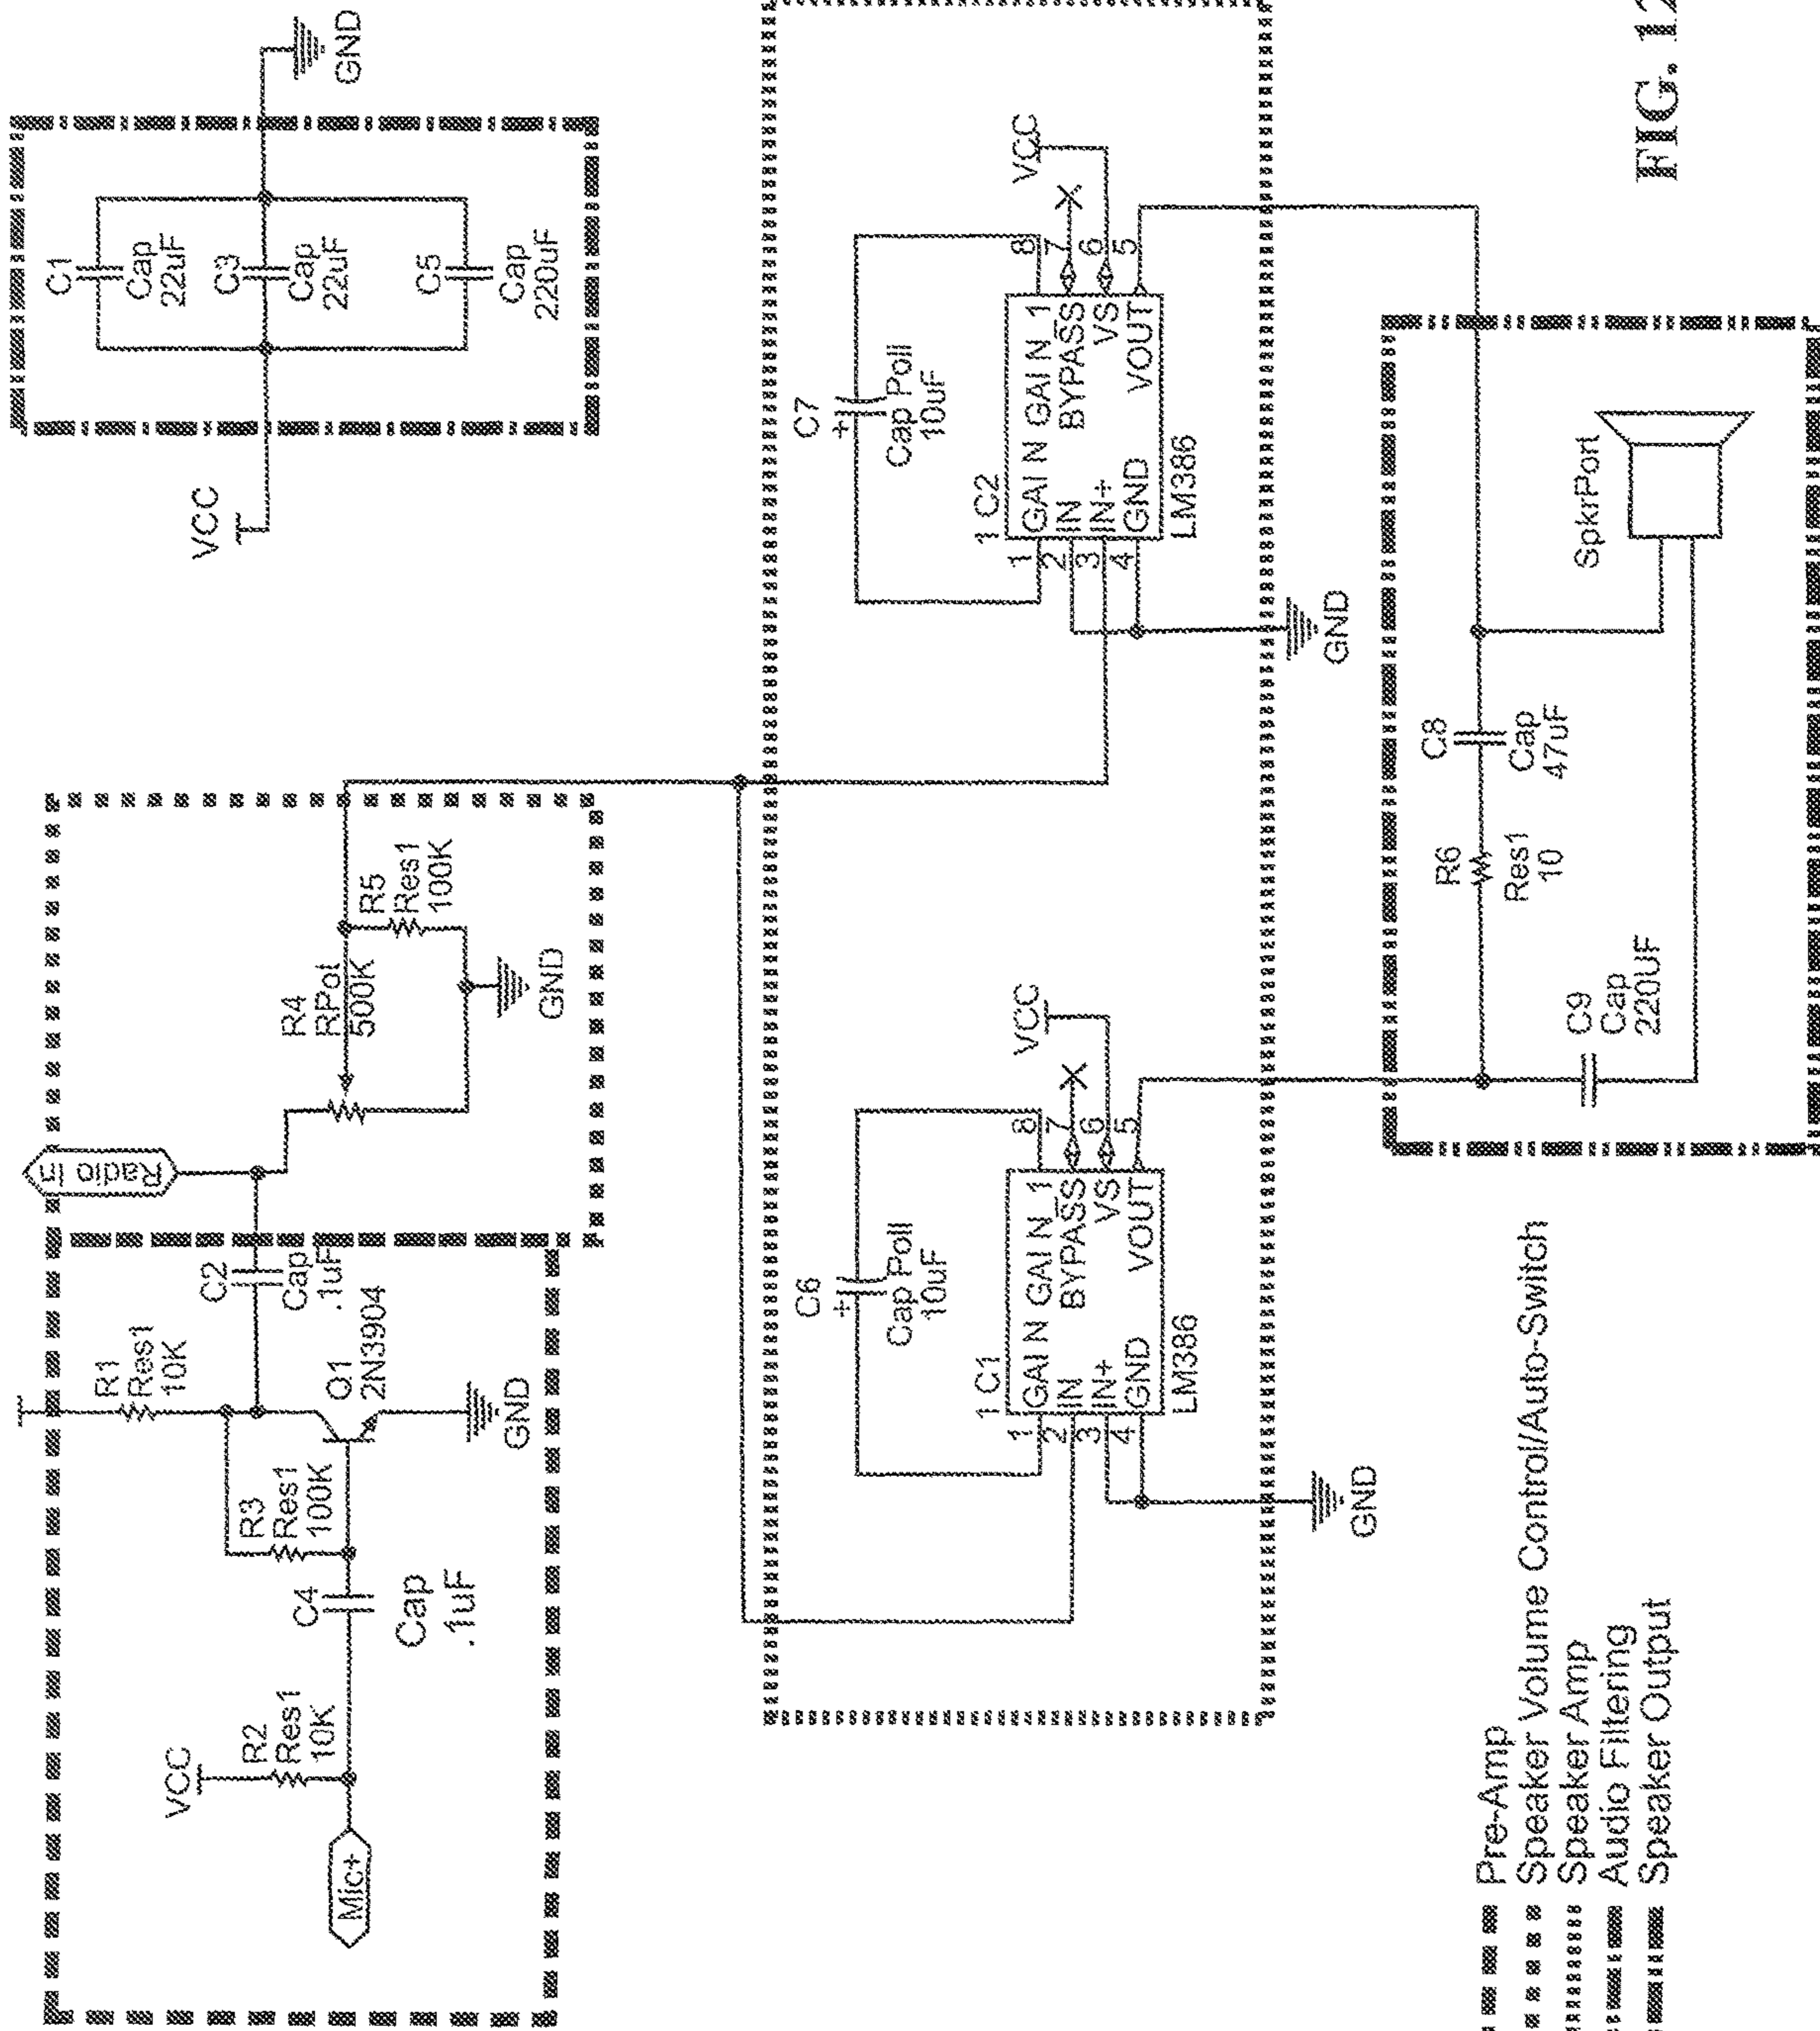 Mic+
VCC
R2
Res1
10K
C4
Cap
.1uF
R3
Res1
100K
R1
Res1
10K
Q1
2N3904
GND
C2
Cap
.1uF
Radio In
R4
RPot
500K
R5
Res1
100K
GND
VCC
C1
Cap
22uF
C3
Cap
22uF
C5
Cap
220uF
GND
C6
+
Cap Poll
10uF
1 C1
1
2
3
4
GAI N GAI N_1
IN BYPASS
IN+ VS
GND VOUT
8
7
6
5
LM386
VCC
GND
C7
+
Cap Poll
10uF
1 C2
1
2
3
4
GAI N GAI N_1
IN BYPASS
IN+ VS
GND VOUT
8
7
6
5
LM386
VCC
GND
C9
Cap
220UF
R6
Res1
10
C8
Cap
47uF
SpkrPort
Pre-Amp
Speaker Volume Control/Auto-Switch
Speaker Amp
Audio Filtering
Speaker Output
FIG. 12